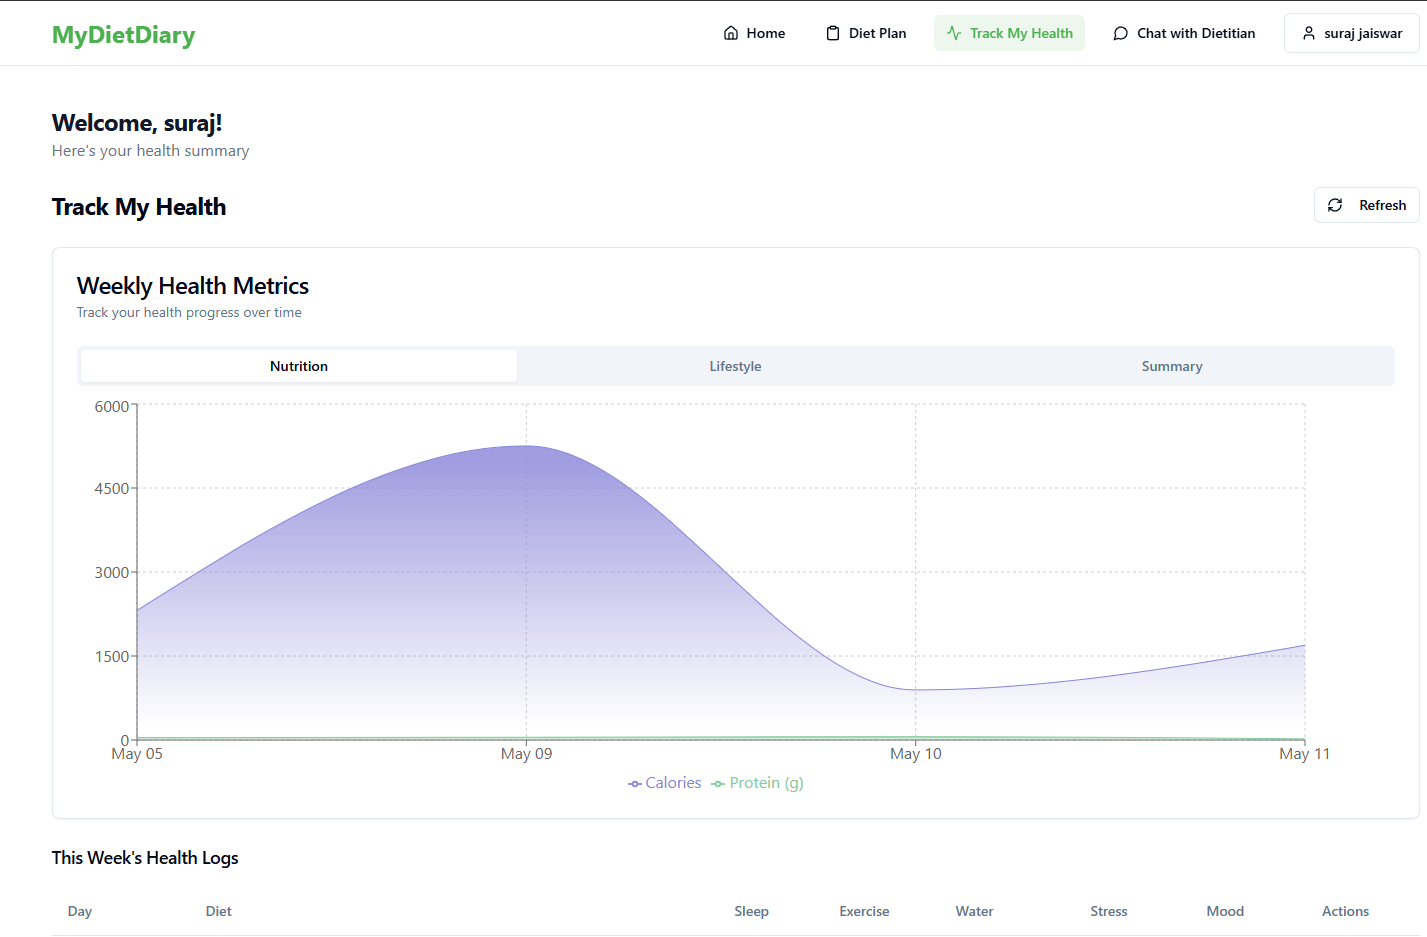 MyDietDiary
Home
Diet Plan
Track My Health
Chat with Dietitian
suraj jaiswar
Welcome, suraj!
Here's your health summary
Track My Health
Refresh
Weekly Health Metrics
Track your health progress over time
Nutrition
Lifestyle
Summary
6000
4500
3000
1500
0
May 05
May 09
May 10
May 11
Calories
Protein (g)
This Week's Health Logs
Day
Diet
Sleep
Exercise
Water
Stress
Mood
Actions